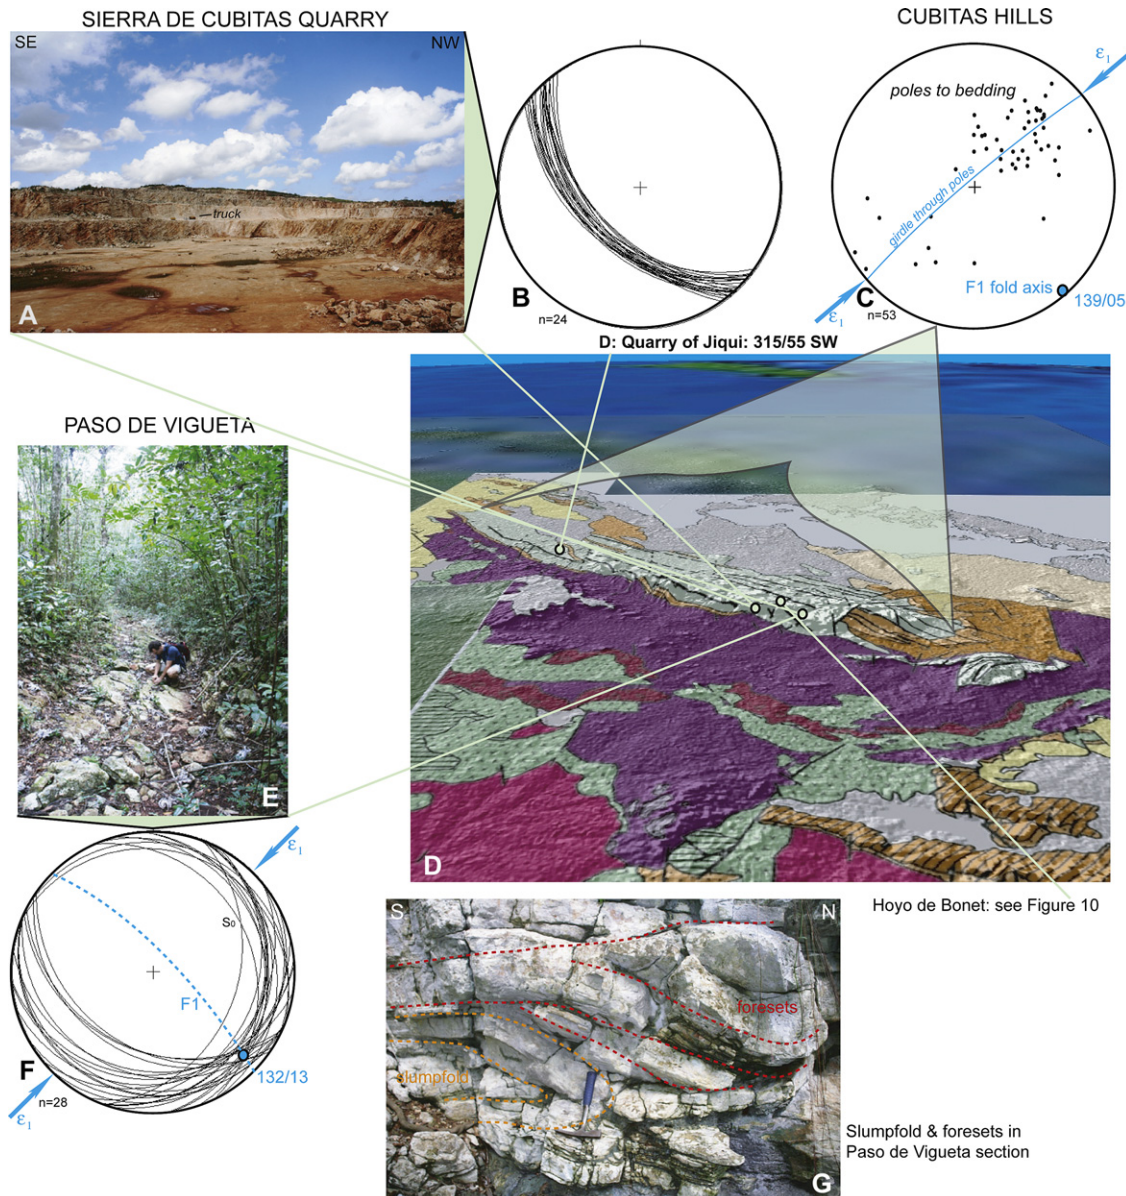 SIERRA DE CUBITAS QUARRY
CUBITAS HILLS
SE
NW
truck
A
B
n=24
poles to bedding
ε1
girdle through poles
F1 fold axis
139/05
C
n=53
ε1
D: Quarry of Jiqui: 315/55 SW
PASO DE VIGUETA
E
D
Hoyo de Bonet: see Figure 10
ε1
S0
F1
F
132/13
n=28
ε1
S
N
foresets
slumpfold
G
Slumpfold & foresets in
Paso de Vigueta section